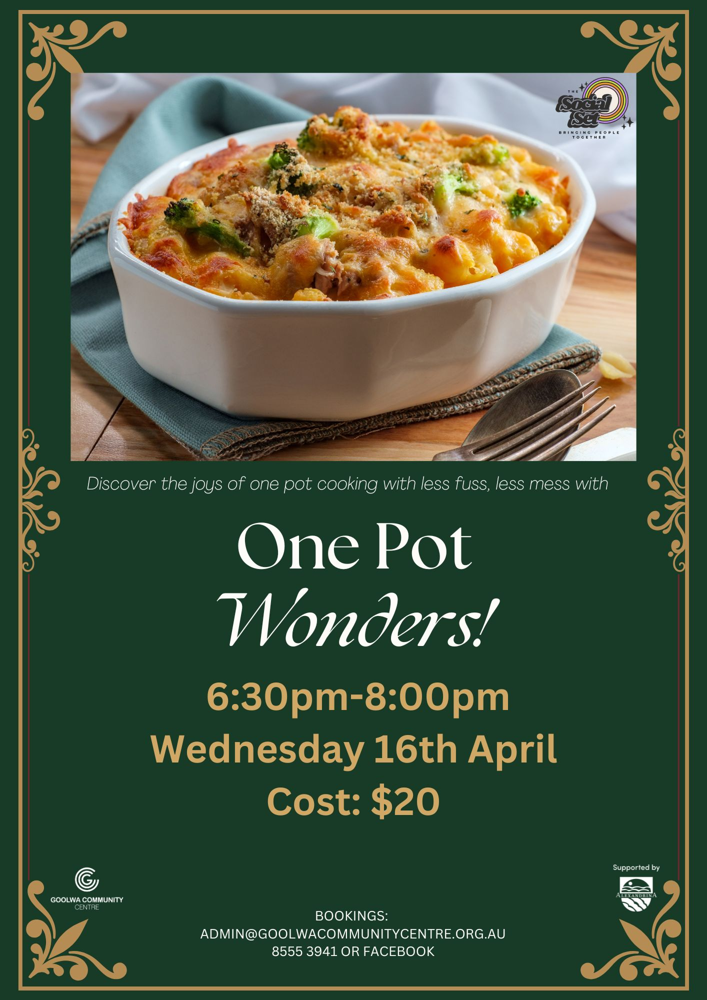 THE
Social
Set
BRINGING PEOPLE
TOGETHER
Discover the joys of one pot cooking with less fuss, less mess with
One Pot
Wonders!
6:30pm-8:00pm
Wednesday 16th April
Cost: $20
GOOLWA COMMUNITY
CENTRE
Supported by
ALEXANDRINA
BOOKINGS:
ADMIN@GOOLWACOMMUNITYCENTRE.ORG.AU
8555 3941 OR FACEBOOK